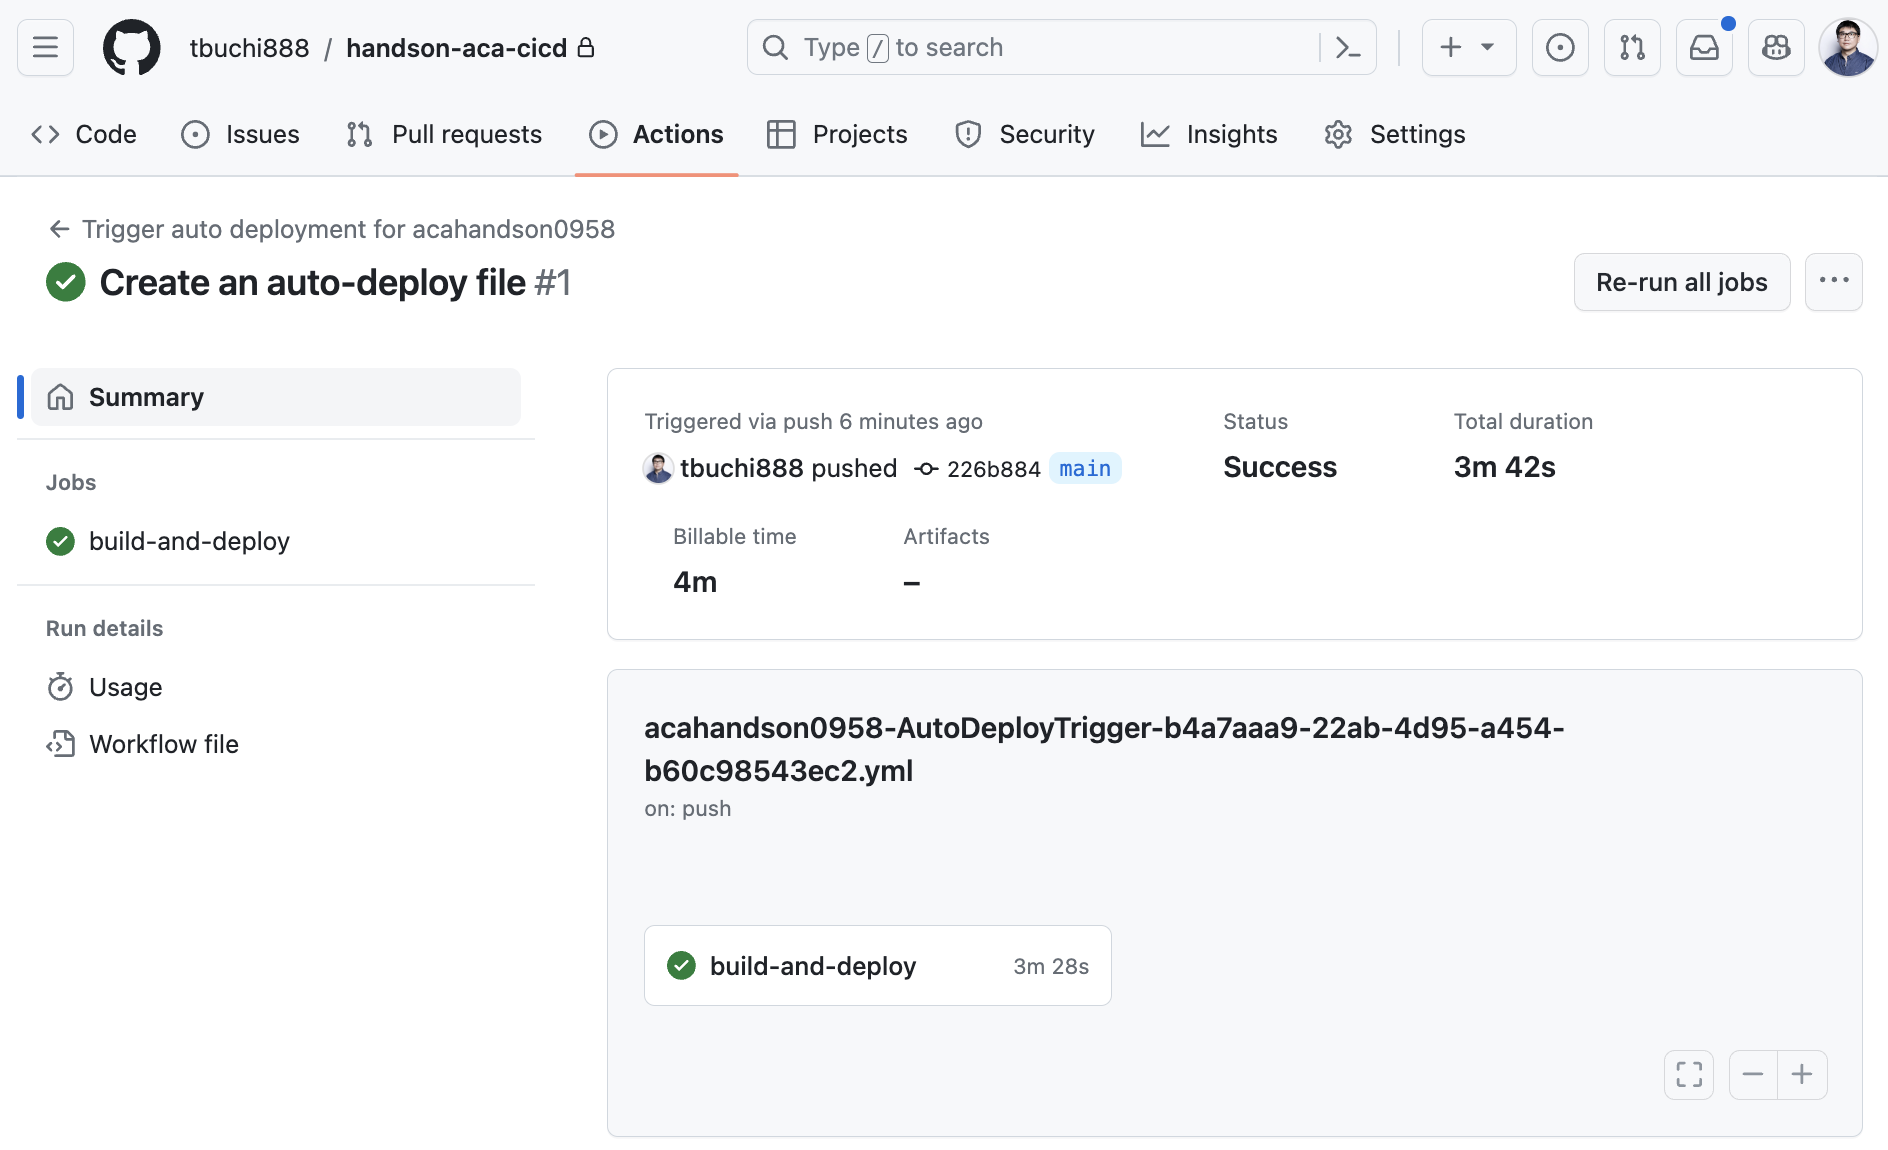 tbuchi888 / handson-aca-cicd
Type / to search
Code
Issues
Pull requests
Actions
Projects
Security
Insights
Settings
Trigger auto deployment for acahandson0958
Create an auto-deploy file #1
Re-run all jobs
Summary
Jobs
build-and-deploy
Run details
Usage
Workflow file
Triggered via push 6 minutes ago
tbuchi888 pushed 226b884 main
Status
Success
Total duration
3m 42s
Billable time
4m
Artifacts
–
acahandson0958-AutoDeployTrigger-b4a7aaa9-22ab-4d95-a454-
b60c98543ec2.yml
on: push
build-and-deploy 3m 28s